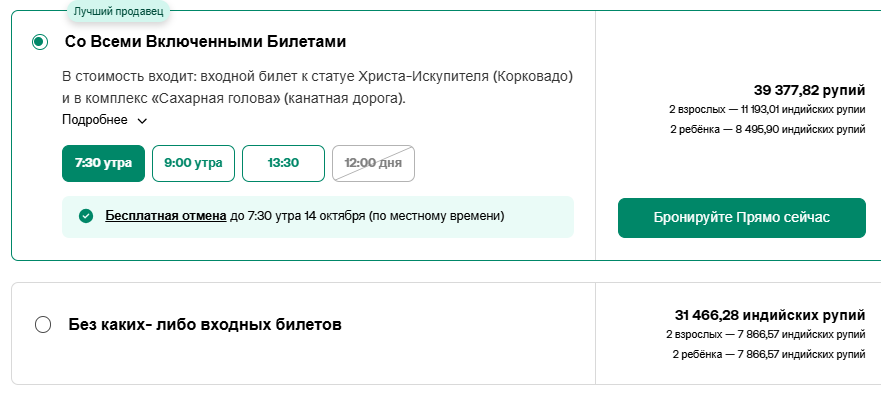 Лучший продавец
Со Всеми Включенными Билетами
В стоимость входит: входной билет к статуе Христа-Искупителя (Корковадо)
и в комплекс «Сахарная голова» (канатная дорога).
Подробнее
7:30 утра 9:00 утра 13:30 12:00 дня
Бесплатная отмена до 7:30 утра 14 октября (по местному времени)
39 377,82 рупий
2 взрослых — 11 193,01 индийских рупии
2 ребёнка — 8 495,90 индийских рупий
Бронируйте Прямо сейчас
Без каких- либо входных билетов
31 466,28 индийских рупий
2 взрослых — 7 866,57 индийских рупий
2 ребёнка — 7 866,57 индийских рупий